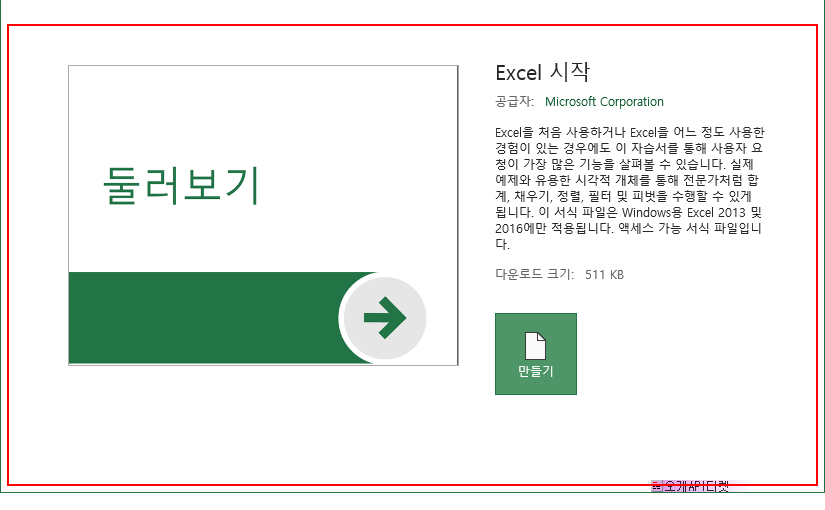 Excel 시작
공급자: Microsoft Corporation
둘러보기
Excel을 처음 사용하거나 Excel을 어느 정도 사용한
경험이 있는 경우에도 이 자습서를 통해 사용자 요
청이 가장 많은 기능을 살펴볼 수 있습니다. 실제
예제와 유용한 시각적 개체를 통해 전문가처럼 합
계, 채우기, 정렬, 필터 및 피벗을 수행할 수 있게
됩니다. 이 서식 파일은 Windows용 Excel 2013 및
2016에만 적용됩니다. 액세스 가능 서식 파일입니
다.
다운로드 크기: 511 KB
만들기